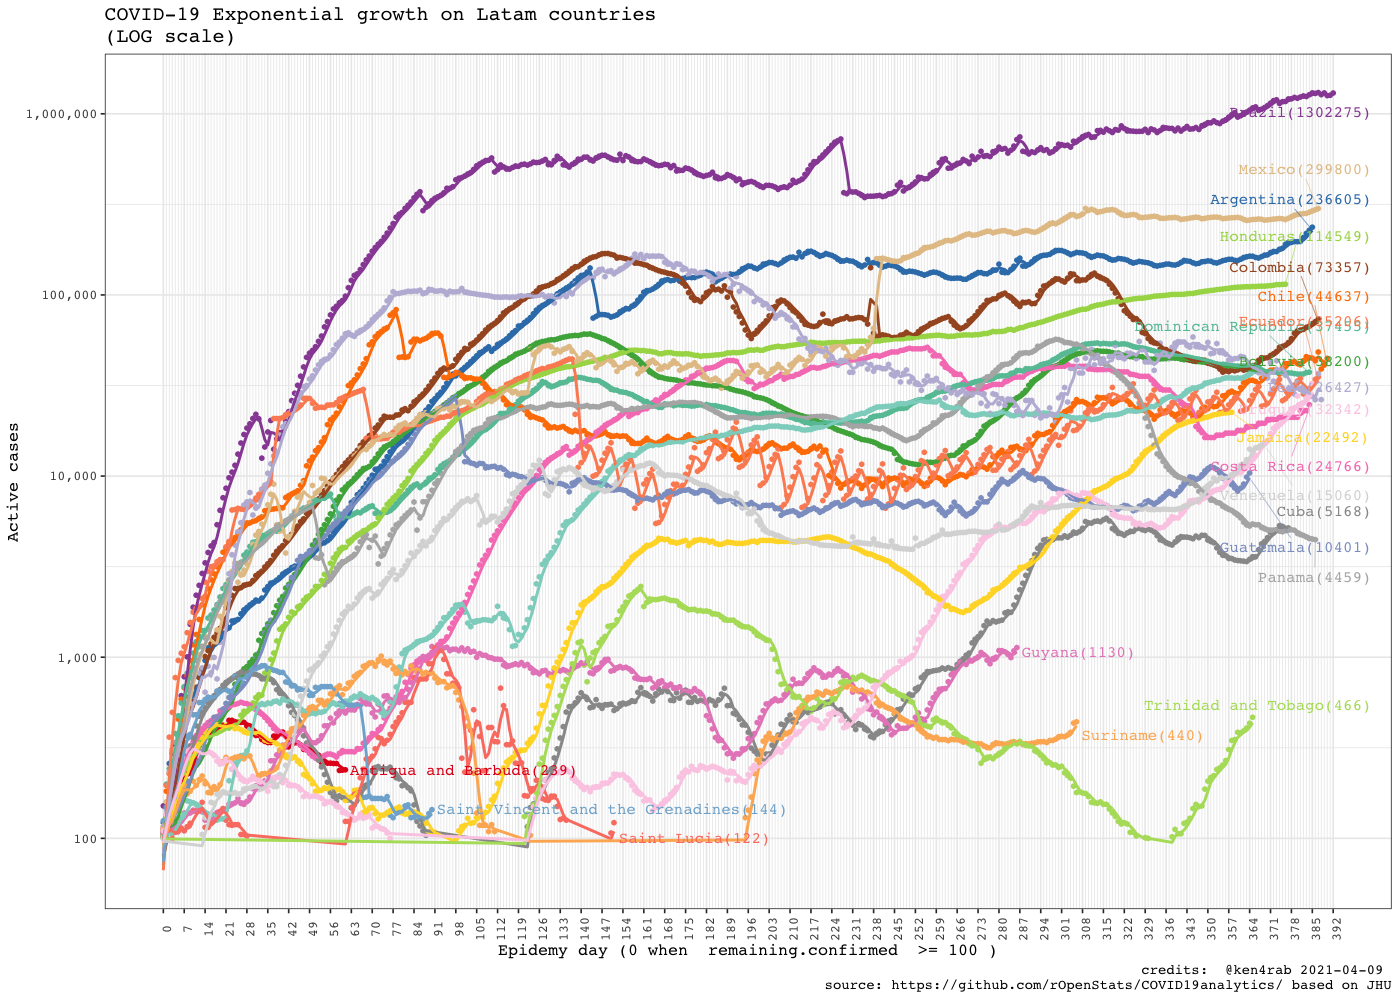 COVID-19 Exponential growth on Latam countries
(LOG scale)
Active cases
1,000,000
100,000
10,000
1,000
100
Brazil(1302275)
Mexico(299800)
Argentina(236605)
Honduras(114549)
Colombia(73357)
Chile(44637)
Ecuador(35206)
Dominican Republic(37455)
(26427)
(32342)
Jamaica(22492)
Costa Rica(24766)
Venezuela(15060)
Cuba(5168)
Guatemala(10401)
Panama(4459)
Guyana(1130)
Trinidad and Tobago(466)
Suriname(440)
Antigua and Barbuda(239)
Saint Vincent and the Grenadines(144)
Saint Lucia(122)
0 7 14 21 28 35 42 49 56 63 70 77 84 91 98 105 112 119 126 133 140 147 154 161 168 175 182 189 196 203 210 217 224 231 238 245 252 259 266 273 280 287 294 301 308 315 322 329 336 343 350 357 364 371 378 385 392
Epidemy day (0 when  remaining.confirmed  >= 100 )
credits:  @ken4rab 2021-04-09
source: https://github.com/rOpenStats/COVID19analytics/ based on JHU